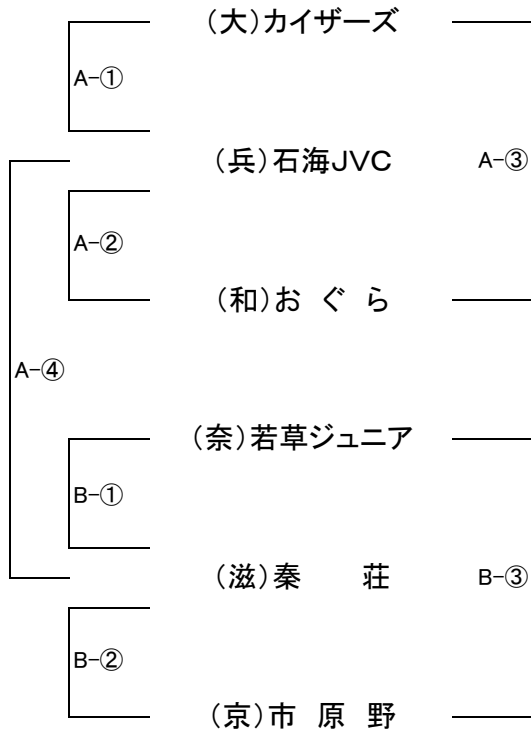 (大)カイザーズ
A-①
(兵)石海JVC A-③
A-②
(和)お ぐ ら
A-④
(奈)若草ジュニア
B-①
(滋)秦 荘 B-③
B-②
(京)市 原 野